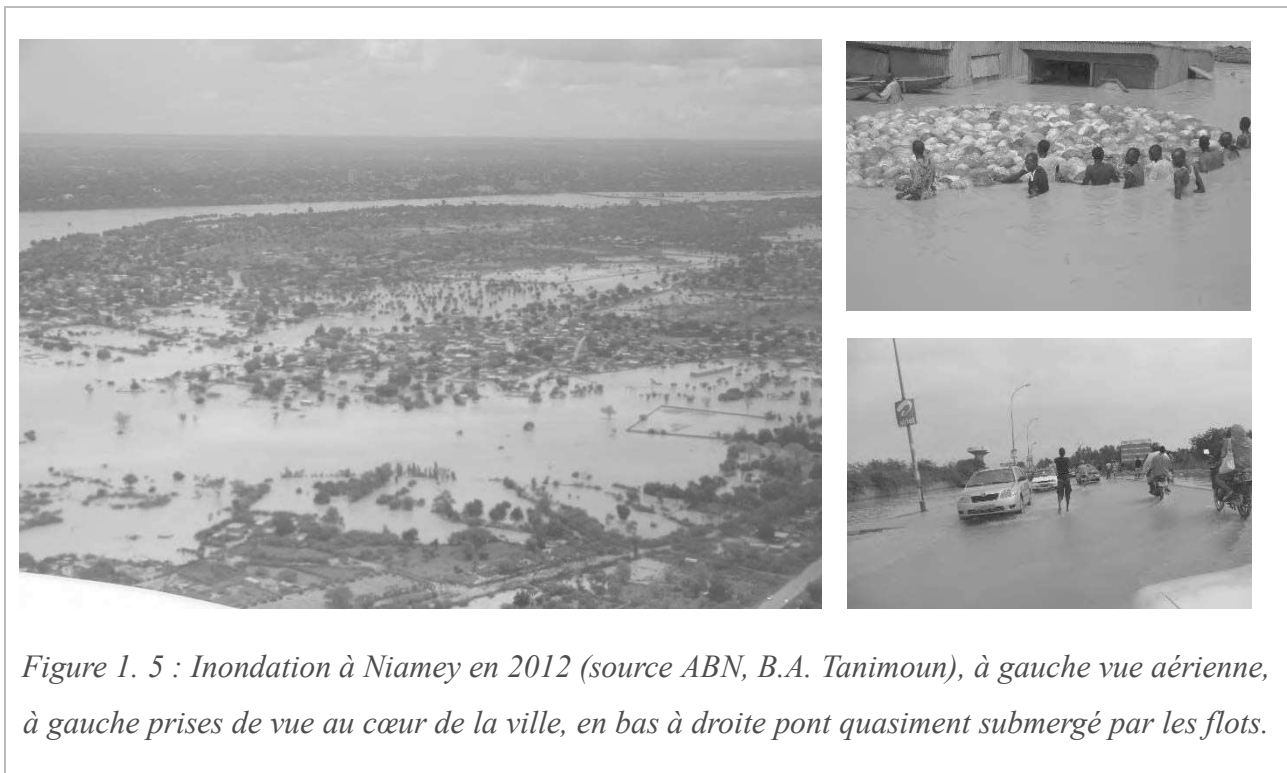 Figure 1. 5 : Inondation à Niamey en 2012 (source ABN, B.A. Tanimoun), à gauche vue aérienne,
à gauche prises de vue au cœur de la ville, en bas à droite pont quasiment submergé par les flots.